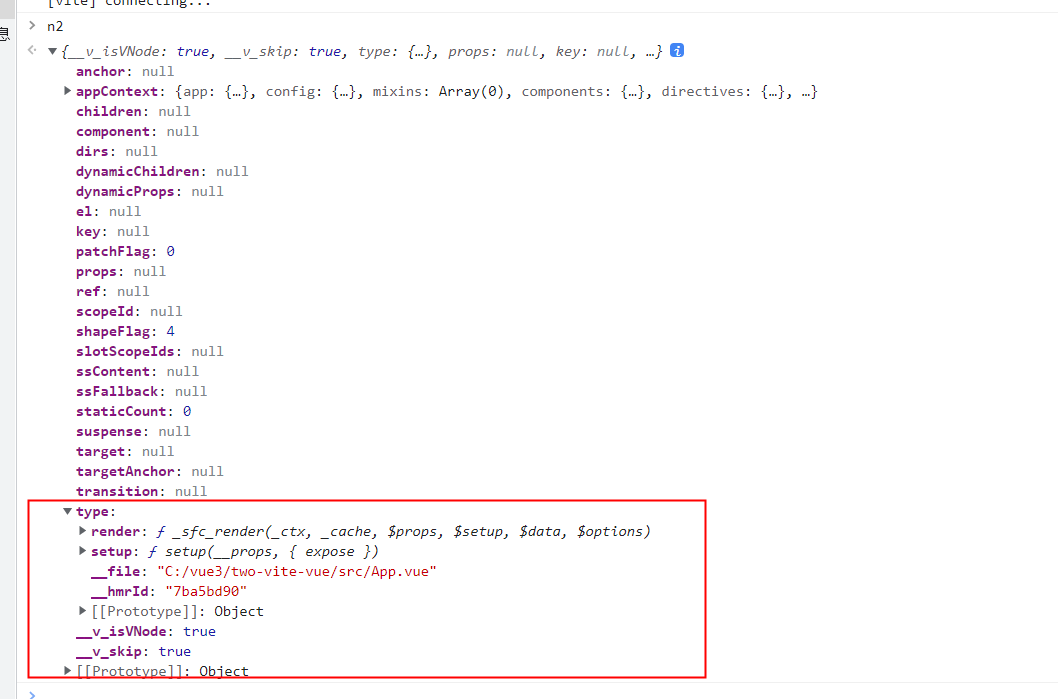 [vite] connecting...
息
> n2
{__v_isVNode: true, __v_skip: true, type: {…}, props: null, key: null, …}
anchor: null
appContext: {app: {…}, config: {…}, mixins: Array(0), components: {…}, directives: {…}, …}
children: null
component: null
dirs: null
dynamicChildren: null
dynamicProps: null
el: null
key: null
patchFlag: 0
props: null
ref: null
scopeId: null
shapeFlag: 4
slotScopeIds: null
ssContent: null
ssFallback: null
staticCount: 0
suspense: null
target: null
targetAnchor: null
transition: null
type:
render: ƒ _sfc_render(_ctx, _cache, $props, $setup, $data, $options)
setup: ƒ setup(__props, { expose })
__file: "C:/vue3/two-vite-vue/src/App.vue"
__hmrId: "7ba5bd90"
[[Prototype]]: Object
__v_isVNode: true
__v_skip: true
[[Prototype]]: Object